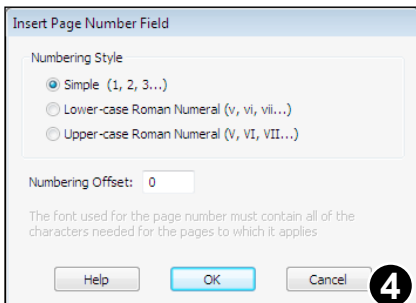 Insert Page Number Field
Numbering Style
Simple (1, 2, 3...)
Lower-case Roman Numeral (v, vi, vii...)
Upper-case Roman Numeral (V, VI, VII...)
Numbering Offset: 0
The font used for the page number must contain all of the
characters needed for the pages to which it applies
Help OK Cancel 4